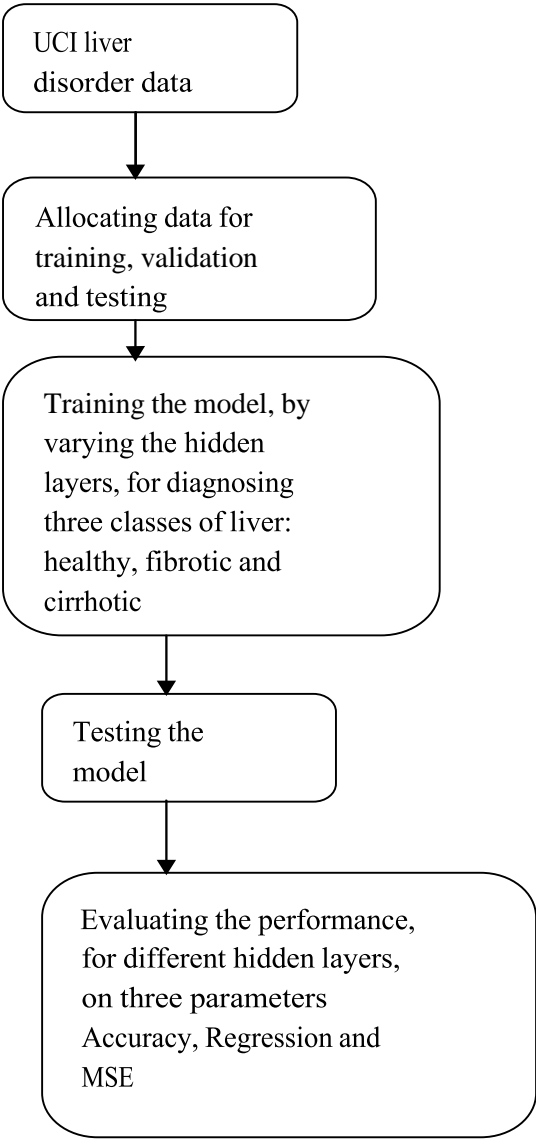 UCI liver
disorder data
Allocating data for
training, validation
and testing
Training the model, by
varying the hidden
layers, for diagnosing
three classes of liver:
healthy, fibrotic and
cirrhotic
Testing the
model
Evaluating the performance,
for different hidden layers,
on three parameters
Accuracy, Regression and
MSE